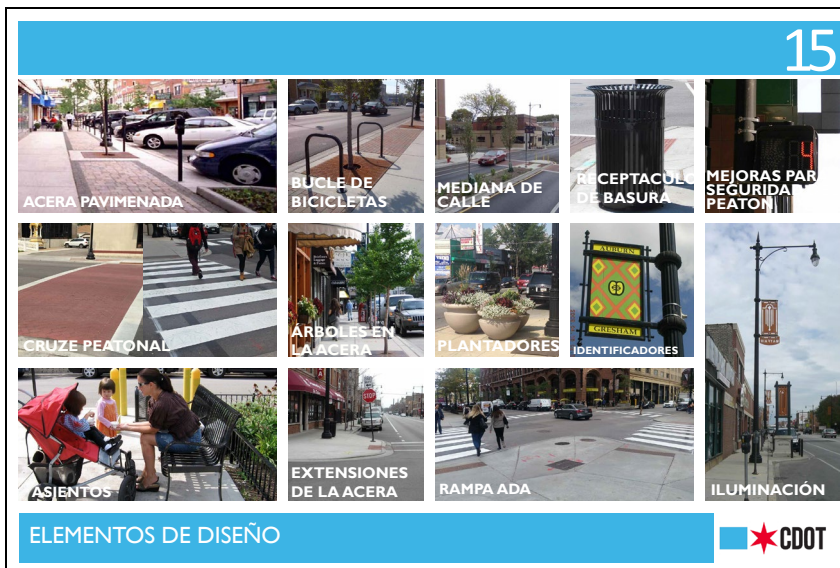 15
ACERA PAVIMENADA
BUCLE DE
BICICLETAS
MEDIANA DE
CALLE
RECEPTACULO
DE BASURA
4
MEJORAS PAR
SEGURIDA
PEATON
CRUZE PEATONAL
ÁRBOLES EN
LA ACERA
PLANTADORES
AUBURN
GRESHAM
IDENTIFICADORES
ASIENTOS
STOP
EXTENSIONES
DE LA ACERA
RAMPA ADA
ILUMINACIÓN
ELEMENTOS DE DISEÑO
CDOT